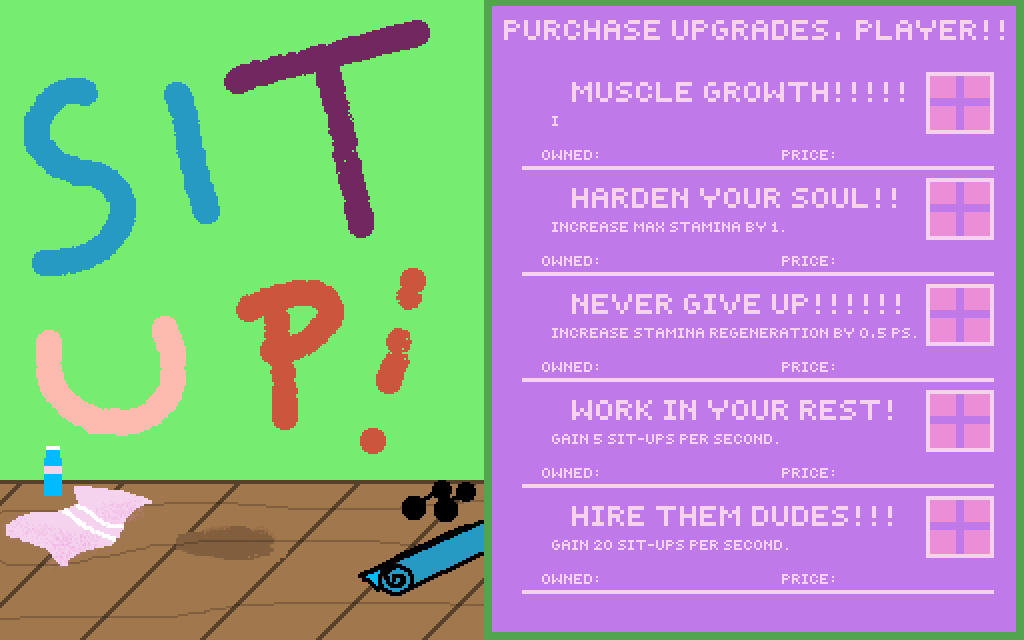 SIT
UP!
PURCHASE UPGRADES, PLAYER!!
MUSCLE GROWTH!!!!!
I
OWNED: PRICE:
HARDEN YOUR SOUL!!
INCREASE MAX STAMINA BY 1.
OWNED: PRICE:
NEVER GIVE UP!!!!!!
INCREASE STAMINA REGENERATION BY 0.5 PS.
OWNED: PRICE:
WORK IN YOUR REST!
GAIN 5 SIT-UPS PER SECOND.
OWNED: PRICE:
HIRE THEM DUDES!!!
GAIN 20 SIT-UPS PER SECOND.
OWNED: PRICE: